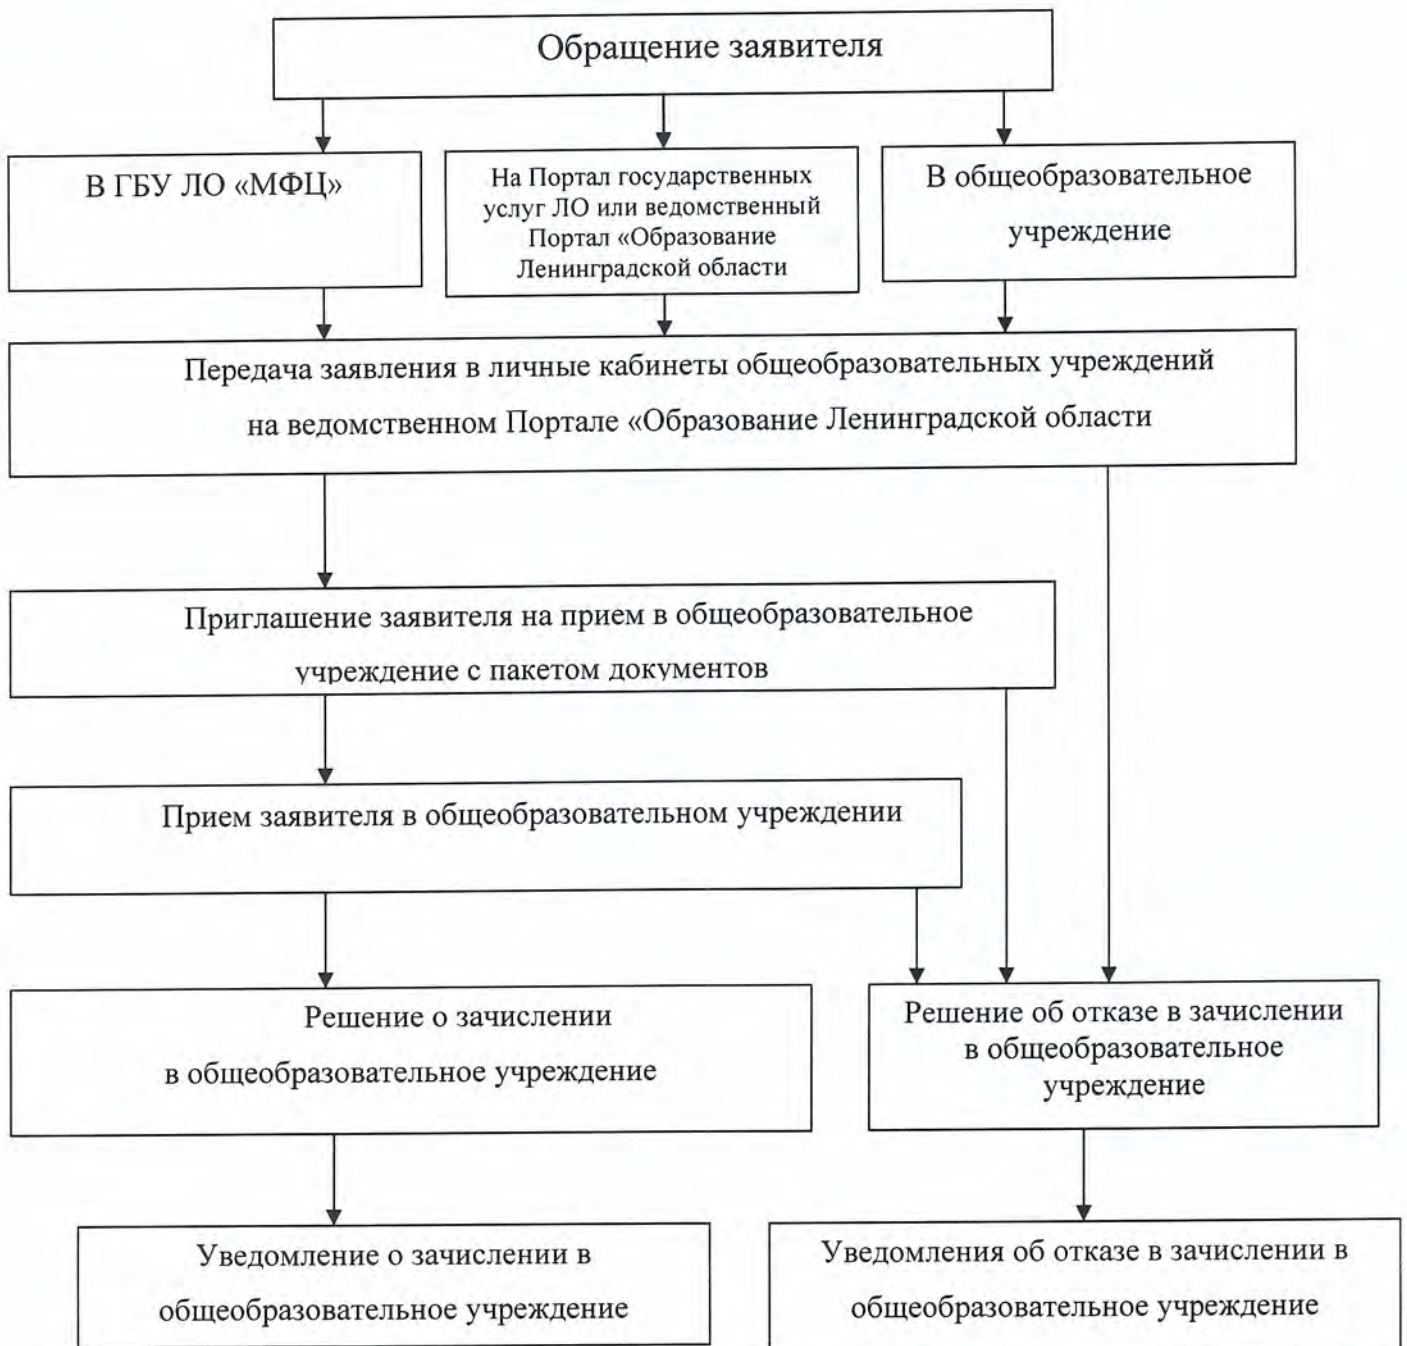 Обращение заявителя
В ГБУ ЛО «МФЦ»
На Портал государственных
услуг ЛО или ведомственный
Портал «Образование
Ленинградской области
В общеобразовательное
учреждение
Передача заявления в личные кабинеты общеобразовательных учреждений
на ведомственном Портале «Образование Ленинградской области
Приглашение заявителя на прием в общеобразовательное
учреждение с пакетом документов
Прием заявителя в общеобразовательном учреждении
Решение о зачислении
в общеобразовательное учреждение
Решение об отказе в зачислении
в общеобразовательное
учреждение
Уведомление о зачислении в
общеобразовательное учреждение
Уведомления об отказе в зачислении в
общеобразовательное учреждение